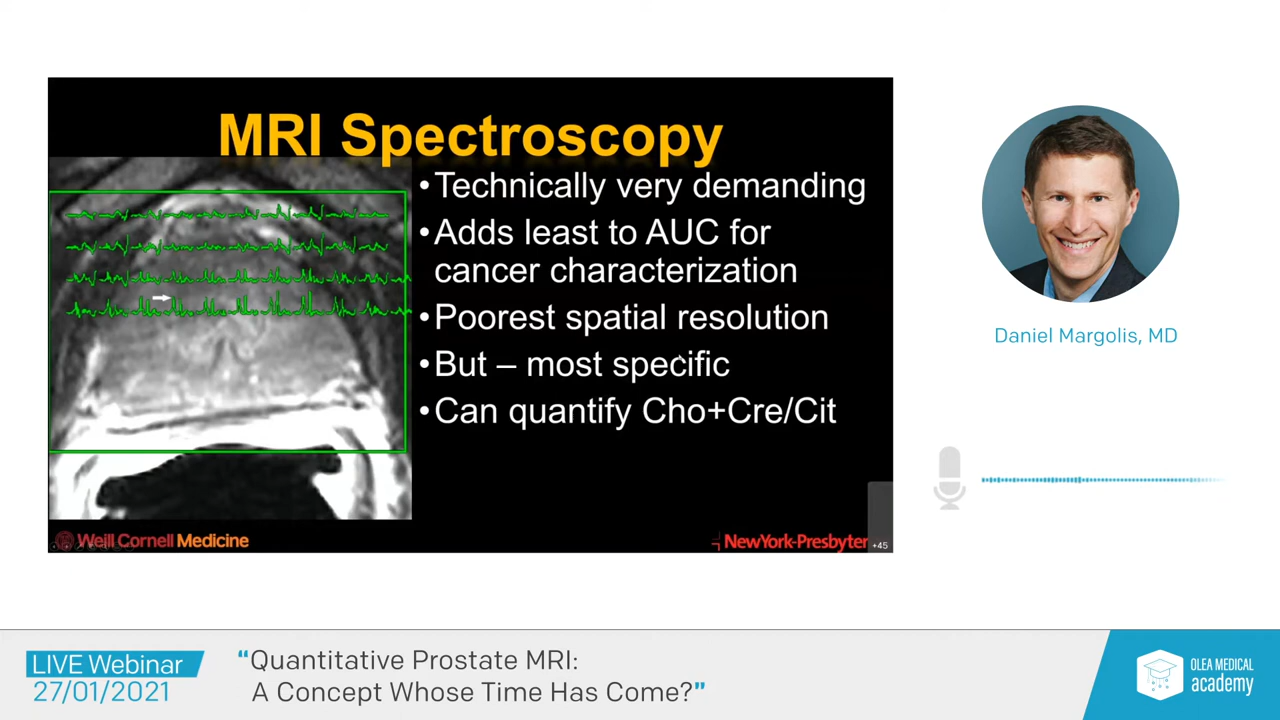 MRI Spectroscopy
•Technically very demanding
•Adds least to AUC for
cancer characterization
•Poorest spatial resolution
•But – most specific
•Can quantify Cho+Cre/Cit
Weill Cornell Medicine
NewYork-Presbyter
+45
Daniel Margolis, MD
LIVE Webinar
27/01/2021
“Quantitative Prostate MRI:
A Concept Whose Time Has Come?”
OLEA MEDICAL
academy